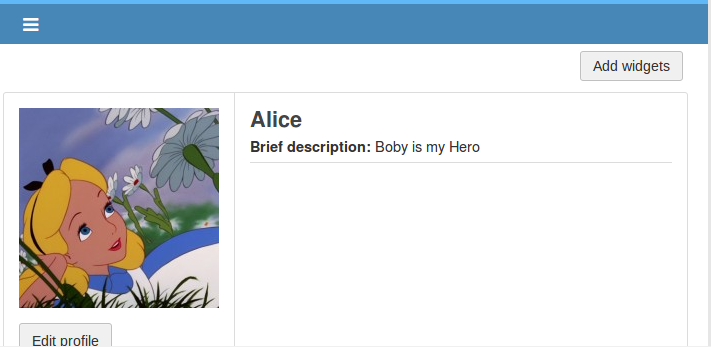 Add widgets
Alice
Brief description: Boby is my Hero
Edit profile